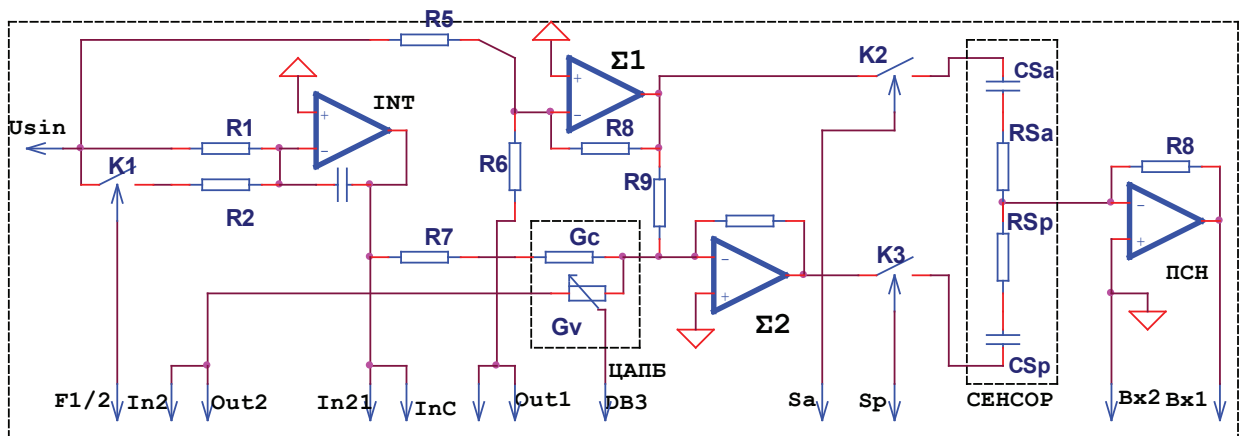 R5
Σ1
K2
CSa
INT
Usin
R1
R8
RSa
R8
K1
R6
R9
R2
RSp
R7
Gc
K3
ПСН
Gv
Σ2
ЦАПБ
CSp
F1/2
In2
Out2
In21
InC
Out1
DB3
Sa
Sp
СЕНСОР
Bx2
Bx1
+
−
+
−
−
+
−
+